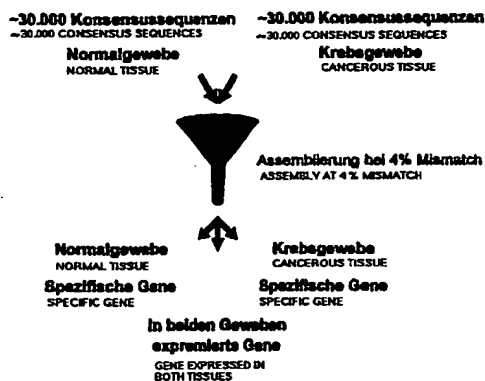 ~30.000 Konsensussequenzen
~30.000 CONSENSUS SEQUENCES
Normalgewebe
NORMAL TISSUE
~30.000 Konsensussequenzen
~30.000 CONSENSUS SEQUENCES
Krebsgewebe
CANCEROUS TISSUE
Assemblierung bei 4% Mismatch
ASSEMBLY AT 4% MISMATCH
Normalgewebe
NORMAL TISSUE
Spezifische Gene
SPECIFIC GENE
Krebsgewebe
CANCEROUS TISSUE
Spezifische Gene
SPECIFIC GENE
In beiden Geweben
expremierte Gene
GENE EXPRESSED IN
BOTH TISSUES